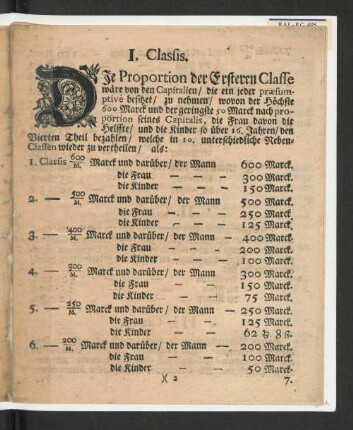 I. Classis.
DJe Proportion der Ersteren Classe
wäre von den Capitalien/ die ein jeder præsum-
ptivè besitzet/ zu nehmen/ wovon der Höchste
600 Marck und der geringste 50 Marck nach pro-
portion seines Capitals, die Frau davon die
Helffte/ und die Kinder so über 16. Jahren/ den
Vierten Theil bezahlen/ welche in 10. unterschiedliche Neben-
Classen wieder zu vertheilen/ als:
1. Classis 600/M. Marck und darüber/ der Mann 600 Marck.
die Frau — — 300 Marck.
die Kinder — 150 Marck.
2. — 500/M. Marck und darüber/ der Mann 500 Marck.
die Frau — — 250 Marck.
die Kinder — — 125 Marck.
3. — 400/M. Marck und darüber/ der Mann — 400 Marck.
die Frau — — 200 Marck.
die Kinder — — 100 Marck.
4. — 300/M. Marck und darüber/ der Mann 300 Marck.
die Frau — — 150 Marck.
die Kinder — — 75 Marck.
5. — 250/M. Marck und darüber/ der Mann — 250 Marck.
die Frau — — 125 Marck.
die Kinder — — 62 ß 8 ß.
6. — 200/M. Marck und darüber/ der Mann — 200 Marck.
die Frau — — 100 Marck.
die Kinder — — 50 Marck.
)( 2 7.